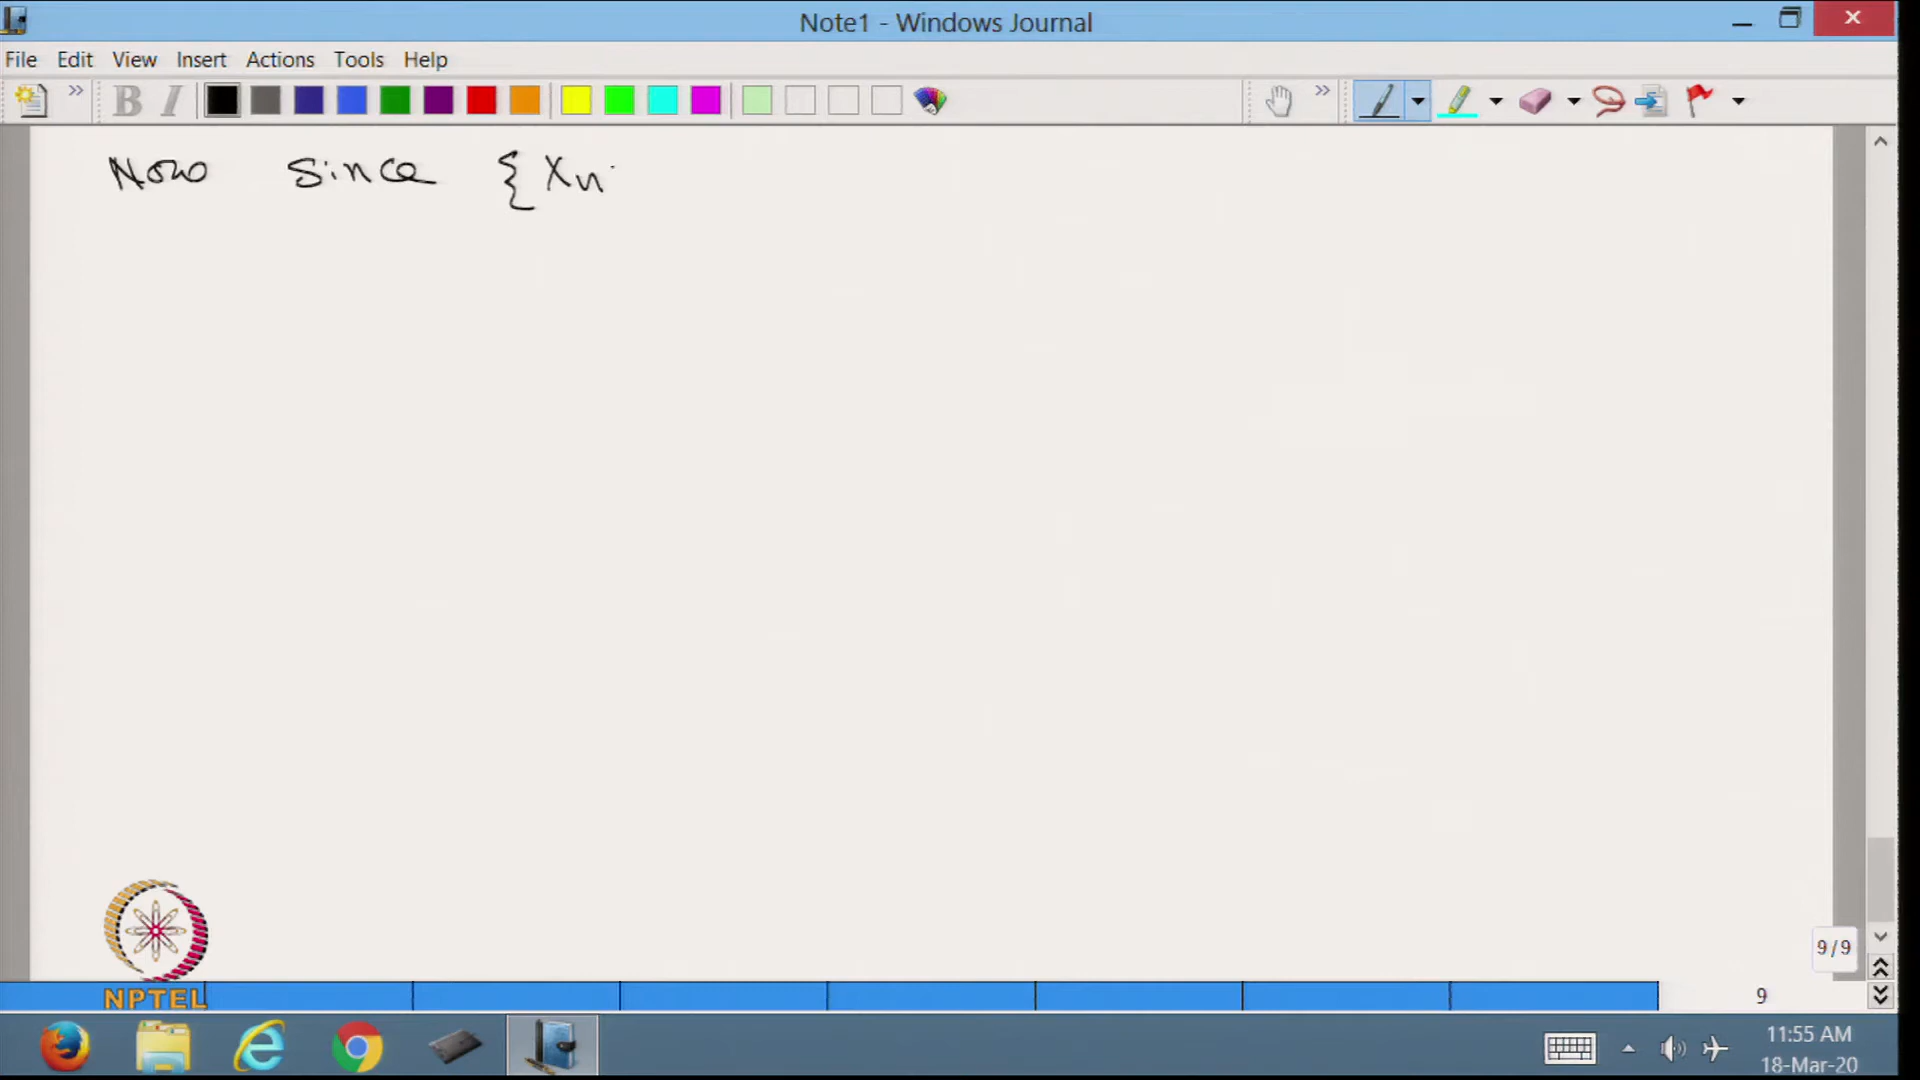 Note1 - Windows Journal
File Edit View Insert Actions Tools Help
B I
Now since { Xn
9/9
NPTEL
9
11:55 AM
18-Mar-20